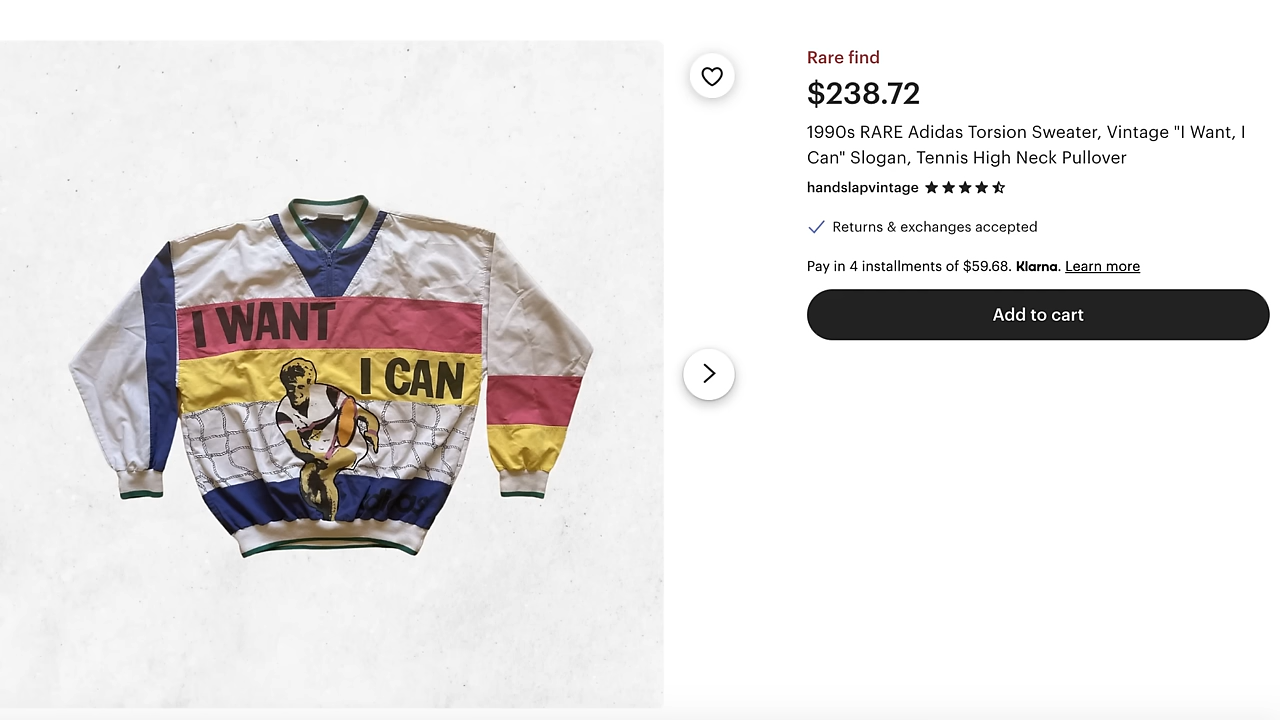 I WANT
I CAN
adidas
Rare find
$238.72
1990s RARE Adidas Torsion Sweater, Vintage "I Want, I
Can" Slogan, Tennis High Neck Pullover
handslapvintage
Returns & exchanges accepted
Pay in 4 installments of $59.68. Klarna. Learn more
Add to cart